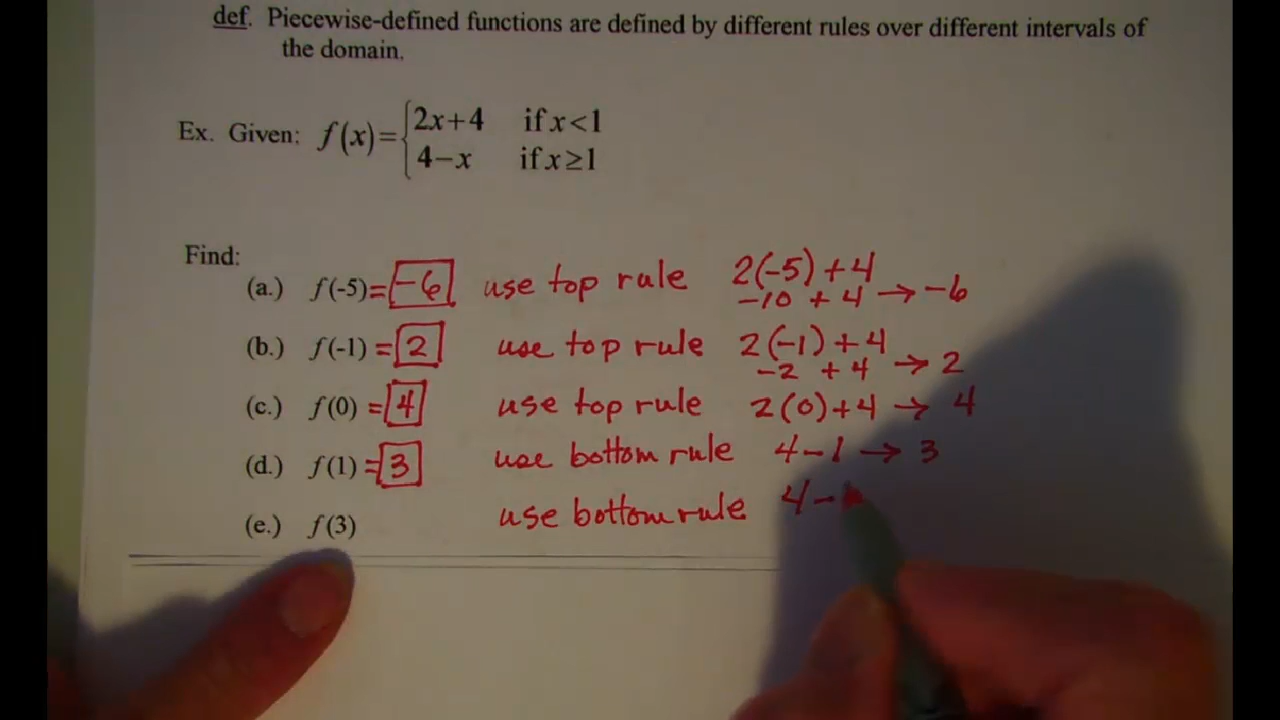 def. Piecewise-defined functions are defined by different rules over different intervals of
the domain.
Ex. Given: f(x)={2x+4 if x<1
4−x if x≥1
Find:
(a.) f(-5)=-6 use top rule 2(-5)+4
-10 + 4 → -6
(b.) f(-1) =2 use top rule 2(-1)+4
-2 + 4 → 2
(c.) f(0) =4 use top rule 2(0)+4 → 4
(d.) f(1) =3 use bottom rule 4-1 → 3
(e.) f(3) use bottom rule 4-